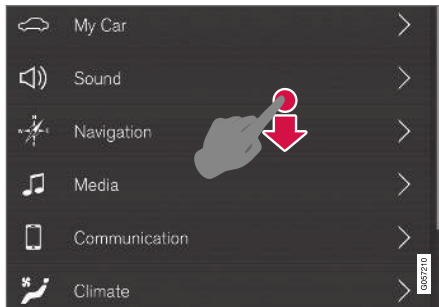 My Car
Sound
Navigation
Media
Communication
Climate
G057210